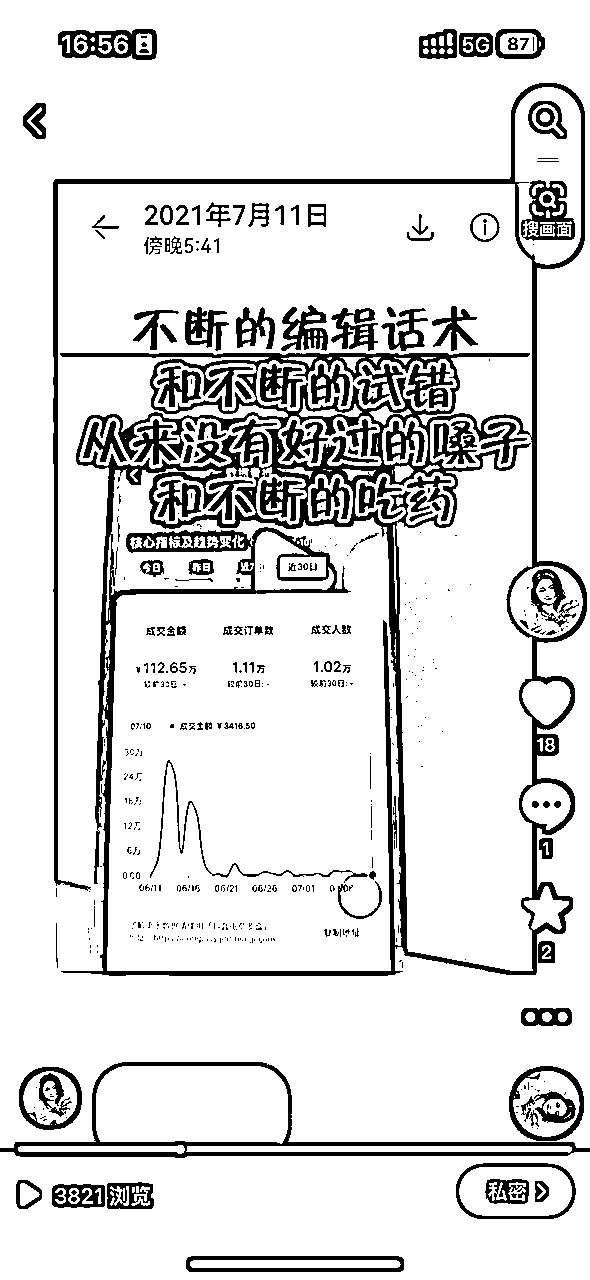 16:56
5G 87
搜画面
2021年7月11日
傍晚5:41
不断的编辑话术
和不断的试错
从来没有好过的嗓子
和不断的吃药
核心指标及趋势变化
今日 昨日 近30日
成交金额 成交订单数 成交人数
¥112.65万 1.11万 1.02万
较前30日:- 较前30日:- 较前30日:-
07/10 成交金额 ¥3416.50
30万
24万
18万
12万
6万
0.00
06/11 06/16 06/21 06/26 07/01
复制地址
18
1
2
3821浏览
私密